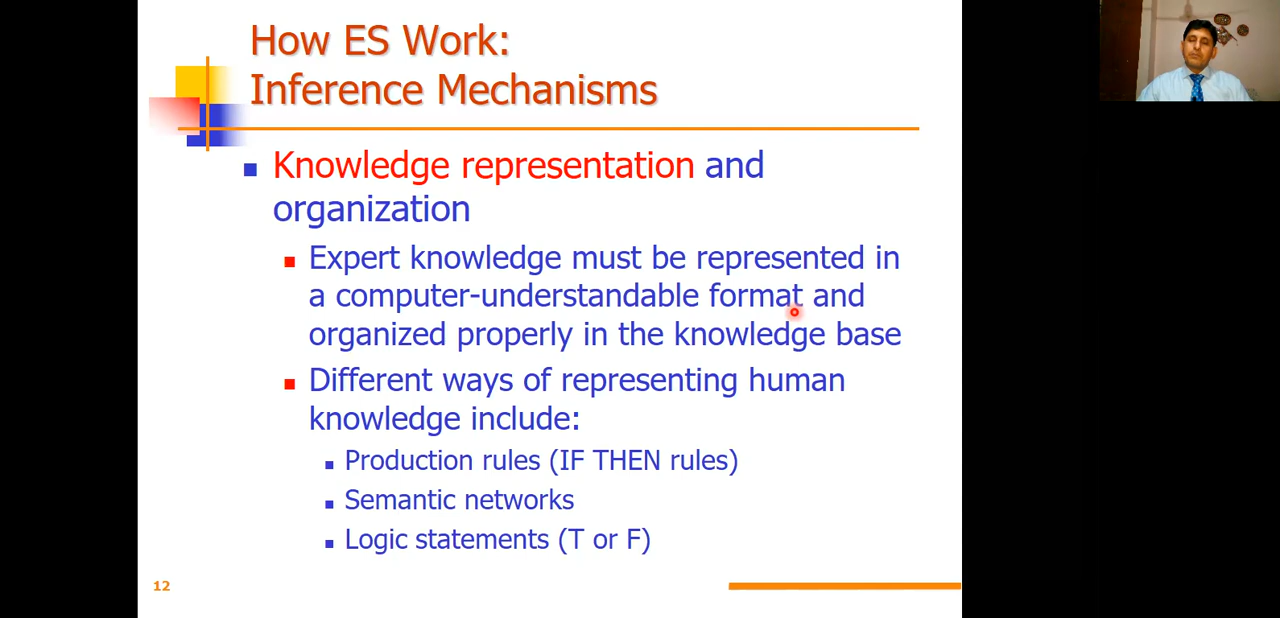 How ES Work:
Inference Mechanisms
Knowledge representation and
organization
Expert knowledge must be represented in
a computer-understandable format and
organized properly in the knowledge base
Different ways of representing human
knowledge include:
Production rules (IF THEN rules)
Semantic networks
Logic statements (T or F)
12